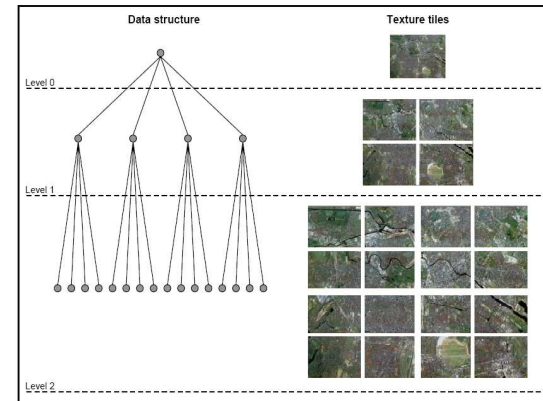 Data structure
Texture tiles
Level 0
Level 1
Level 2